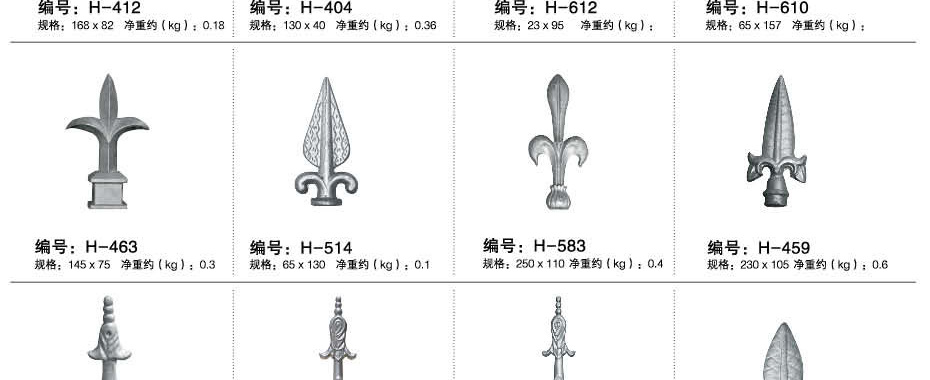 编号：H-412
规格：168 x 82 净重约（kg）：0.18
编号：H-404
规格：130 x 40 净重约（kg）：0.36
编号：H-612
规格：23 x 95 净重约（kg）：
编号：H-610
规格：65 x 157 净重约（kg）：
编号：H-463
规格：145 x 75 净重约（kg）：0.3
编号：H-514
规格：65 x 130 净重约（kg）：0.1
编号：H-583
规格：250 x 110 净重约（kg）：0.4
编号：H-459
规格：230 x 105 净重约（kg）：0.6